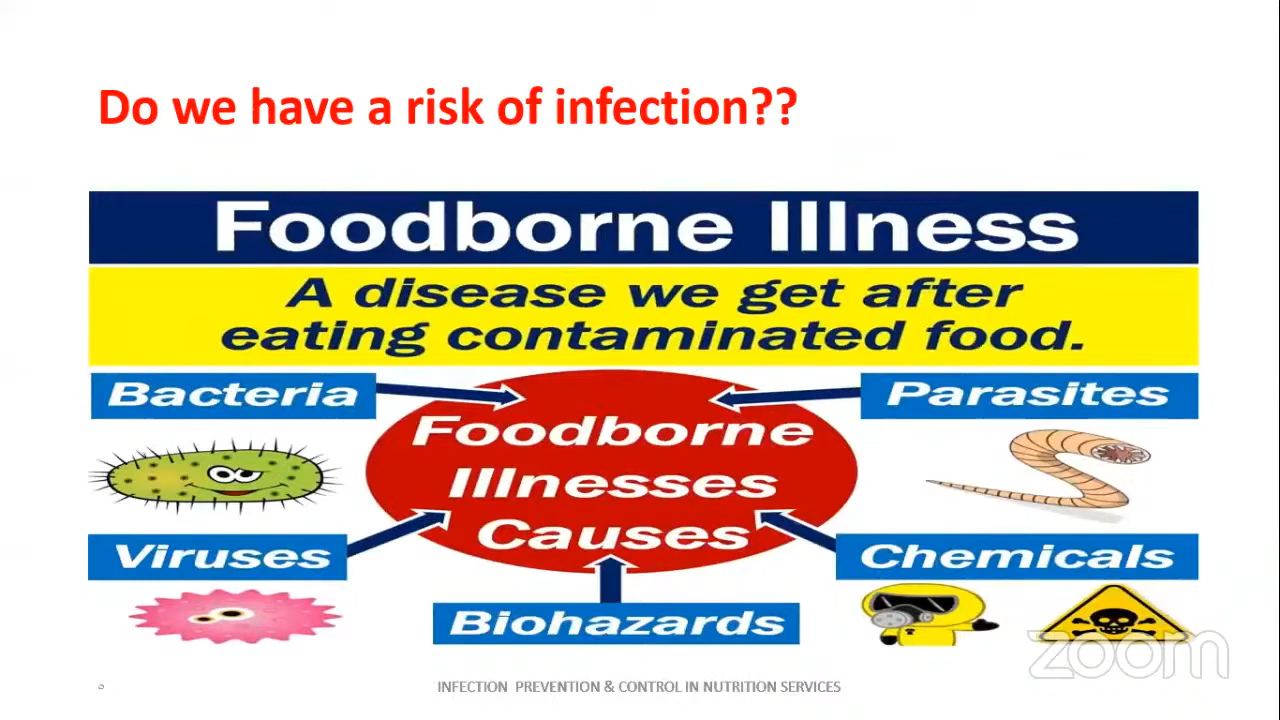 Do we have a risk of infection??
Foodborne Illness
A disease we get after
eating contaminated food.
Bacteria
Parasites
Foodborne
Illnesses
Causes
Viruses
Chemicals
Biohazards
zoom
INFECTION PREVENTION & CONTROL IN NUTRITION SERVICES